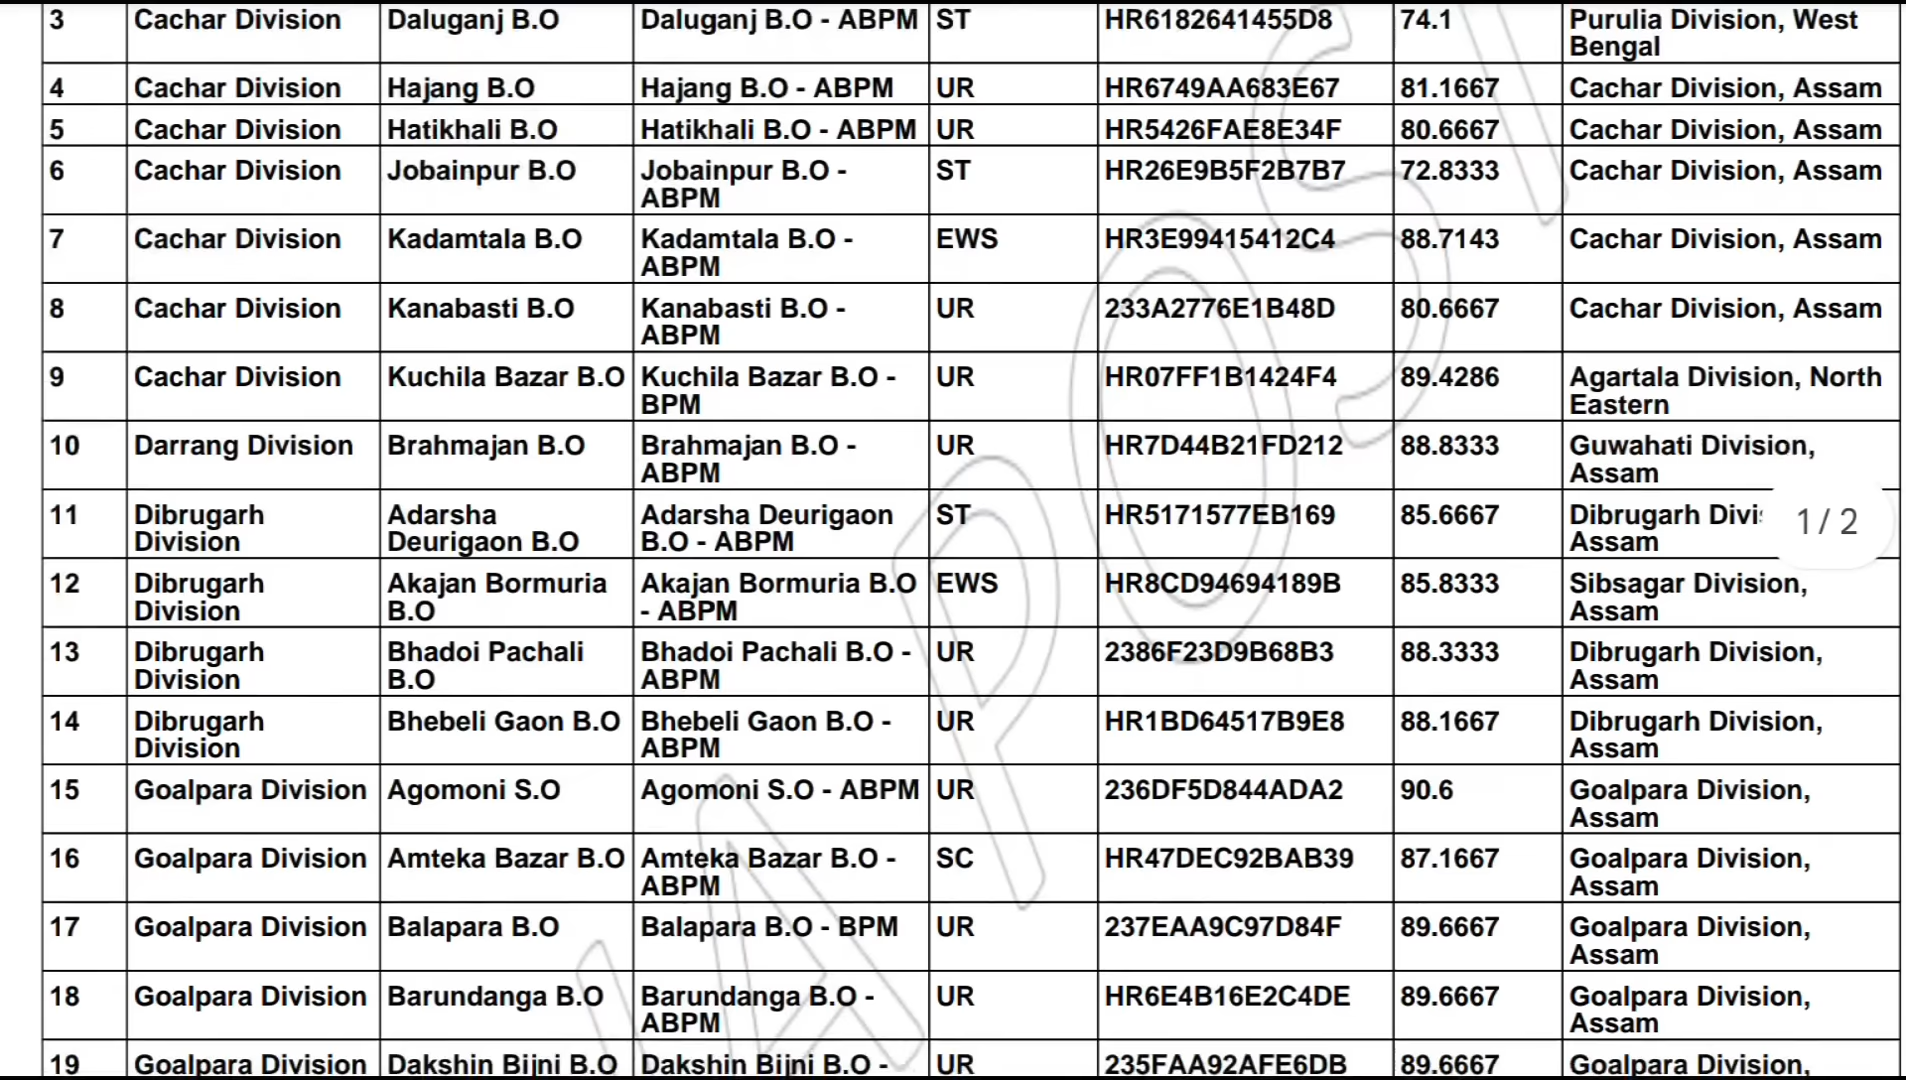 3 Cachar Division Daluganj B.O Daluganj B.O - ABPM ST HR6182641455D8 74.1 Purulia Division, West
Bengal
4 Cachar Division Hajang B.O Hajang B.O - ABPM UR HR6749AA683E67 81.1667 Cachar Division, Assam
5 Cachar Division Hatikhali B.O Hatikhali B.O - ABPM UR HR5426FAE8E34F 80.6667 Cachar Division, Assam
6 Cachar Division Jobainpur B.O Jobainpur B.O - ST HR26E9B5F2B7B7 72.8333 Cachar Division, Assam
ABPM
7 Cachar Division Kadamtala B.O Kadamtala B.O - EWS HR3E99415412C4 88.7143 Cachar Division, Assam
ABPM
8 Cachar Division Kanabasti B.O Kanabasti B.O - UR 233A2776E1B48D 80.6667 Cachar Division, Assam
ABPM
9 Cachar Division Kuchila Bazar B.O Kuchila Bazar B.O - UR HR07FF1B1424F4 89.4286 Agartala Division, North
BPM Eastern
10 Darrang Division Brahmajan B.O Brahmajan B.O - UR HR7D44B21FD212 88.8333 Guwahati Division,
ABPM Assam
11 Dibrugarh Adarsha Adarsha Deurigaon ST HR5171577EB169 85.6667 Dibrugarh 1 / 2
Division Deurigaon B.O B.O - ABPM Assam
12 Dibrugarh Akajan Bormuria Akajan Bormuria B.O EWS HR8CD94694189B 85.8333 Sibsagar Division,
Division B.O - ABPM Assam
13 Dibrugarh Bhadoi Pachali Bhadoi Pachali B.O - UR 2386F23D9B68B3 88.3333 Dibrugarh Division,
Division B.O ABPM Assam
14 Dibrugarh Bhebeli Gaon B.O Bhebeli Gaon B.O - UR HR1BD64517B9E8 88.1667 Dibrugarh Division,
Division ABPM Assam
15 Goalpara Division Agomoni S.O Agomoni S.O - ABPM UR 236DF5D844ADA2 90.6 Goalpara Division,
Assam
16 Goalpara Division Amteka Bazar B.O Amteka Bazar B.O - SC HR47DEC92BAB39 87.1667 Goalpara Division,
ABPM Assam
17 Goalpara Division Balapara B.O Balapara B.O - BPM UR 237EAA9C97D84F 89.6667 Goalpara Division,
Assam
18 Goalpara Division Barundanga B.O Barundanga B.O - UR HR6E4B16E2C4DE 89.6667 Goalpara Division,
ABPM Assam
19 Goalpara Division Dakshin Bijni B.O Dakshin Bijni B.O - UR 235FAA92AFE6DB 89.6667 Goalpara Division,